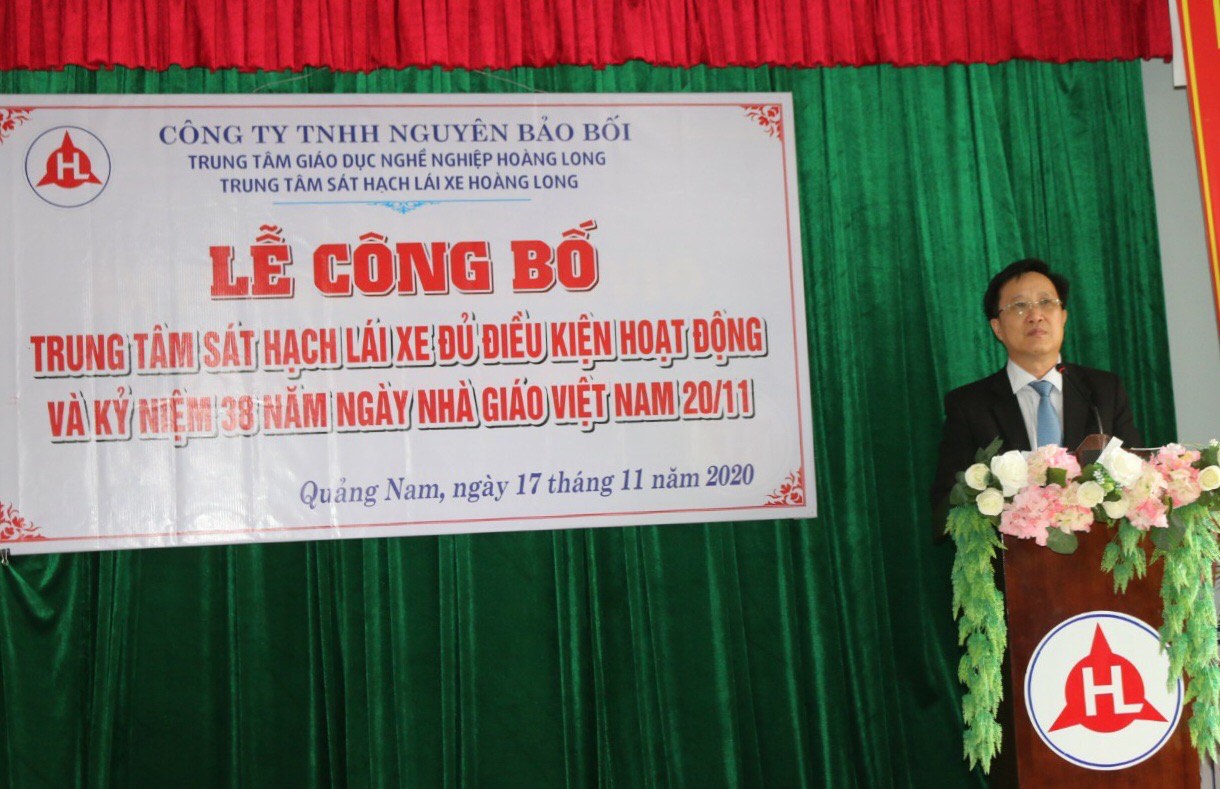 HL
CÔNG TY TNHH NGUYÊN BẢO BỐI
TRUNG TÂM GIÁO DỤC NGHỀ NGHIỆP HOÀNG LONG
TRUNG TÂM SÁT HẠCH LÁI XE HOÀNG LONG
LỄ CÔNG BỐ
TRUNG TÂM SÁT HẠCH LÁI XE ĐỦ ĐIỀU KIỆN HOẠT ĐỘNG
VÀ KỶ NIỆM 38 NĂM NGÀY NHÀ GIÁO VIỆT NAM 20/11
Quảng Nam, ngày 17 tháng 11 năm 2020
HL